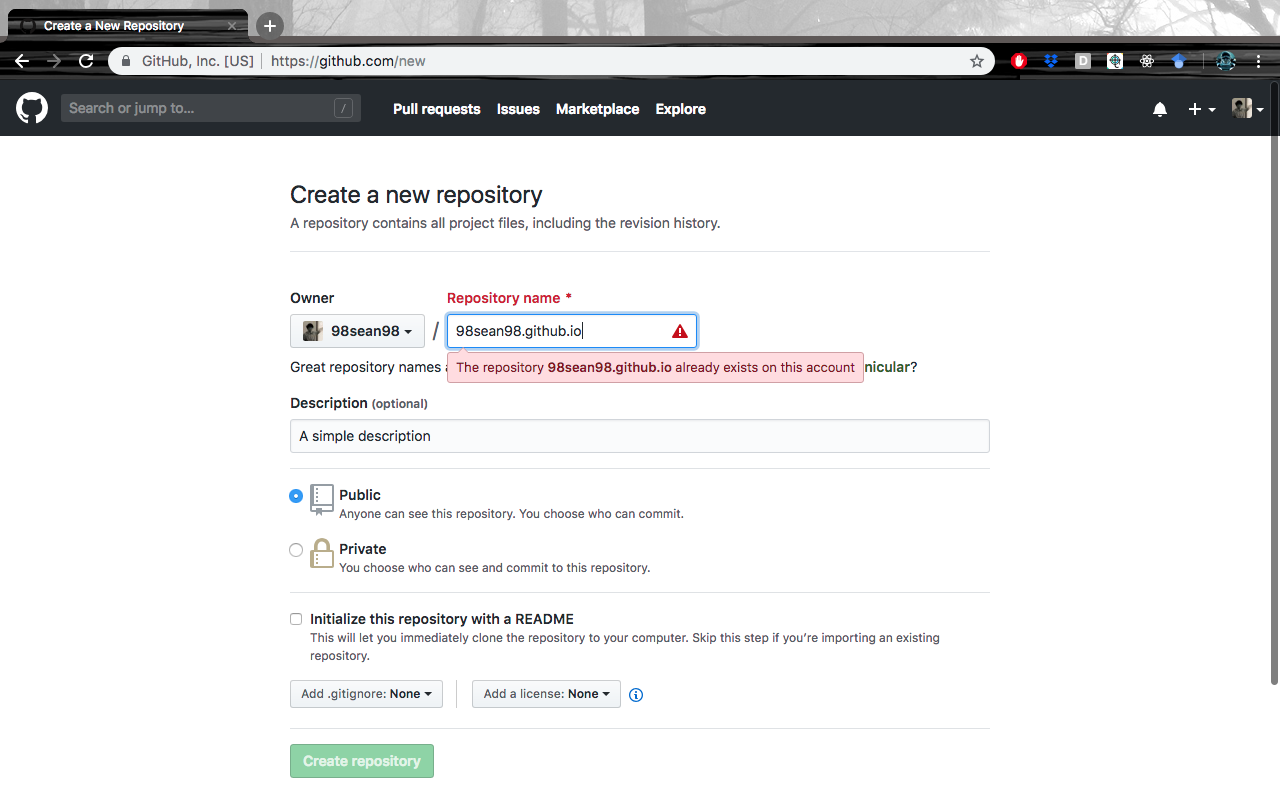 Create a New Repository
GitHub, Inc. [US] https://github.com/new
D
Search or jump to... /
Pull requests Issues Marketplace Explore
Create a new repository
A repository contains all project files, including the revision history.
Owner
Repository name *
98sean98 / 98sean98.github.io
Great repository names
The repository 98sean98.github.io already exists on this account
nicular?
Description (optional)
A simple description
Public
Anyone can see this repository. You choose who can commit.
Private
You choose who can see and commit to this repository.
Initialize this repository with a README
This will let you immediately clone the repository to your computer. Skip this step if you’re importing an existing
repository.
Add .gitignore: None Add a license: None
Create repository